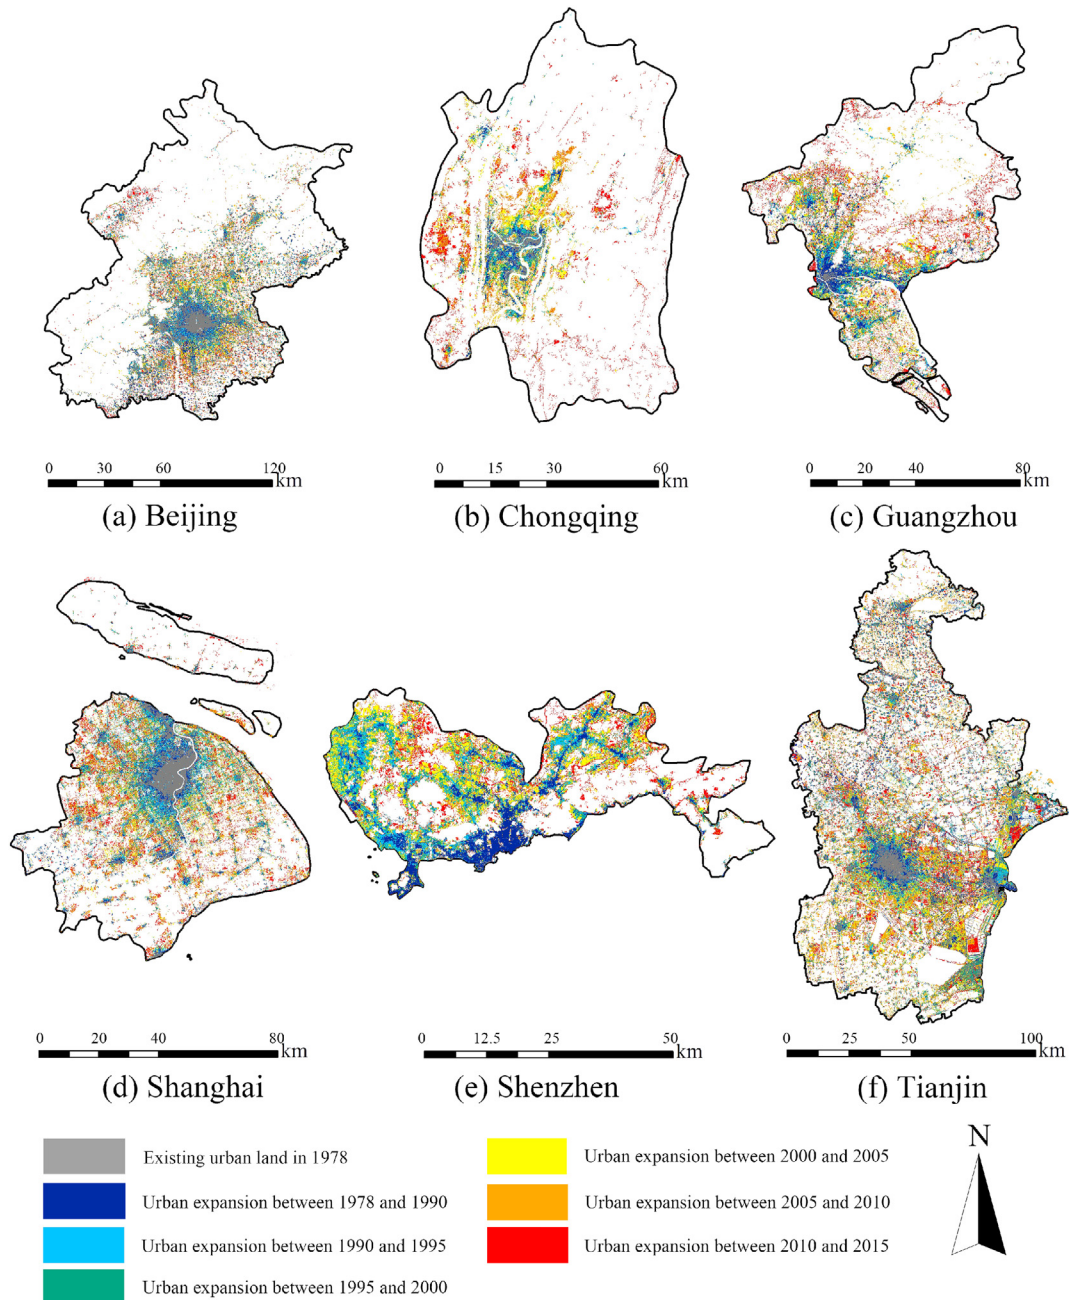 0 30 60 120
km
(a) Beijing
0 15 30 60
km
(b) Chongqing
0 20 40 80
km
(c) Guangzhou
0 20 40 80
km
(d) Shanghai
0 12.5 25 50
km
(e) Shenzhen
0 25 50 100
km
(f) Tianjin
Existing urban land in 1978
Urban expansion between 1978 and 1990
Urban expansion between 1990 and 1995
Urban expansion between 1995 and 2000
Urban expansion between 2000 and 2005
Urban expansion between 2005 and 2010
Urban expansion between 2010 and 2015
N